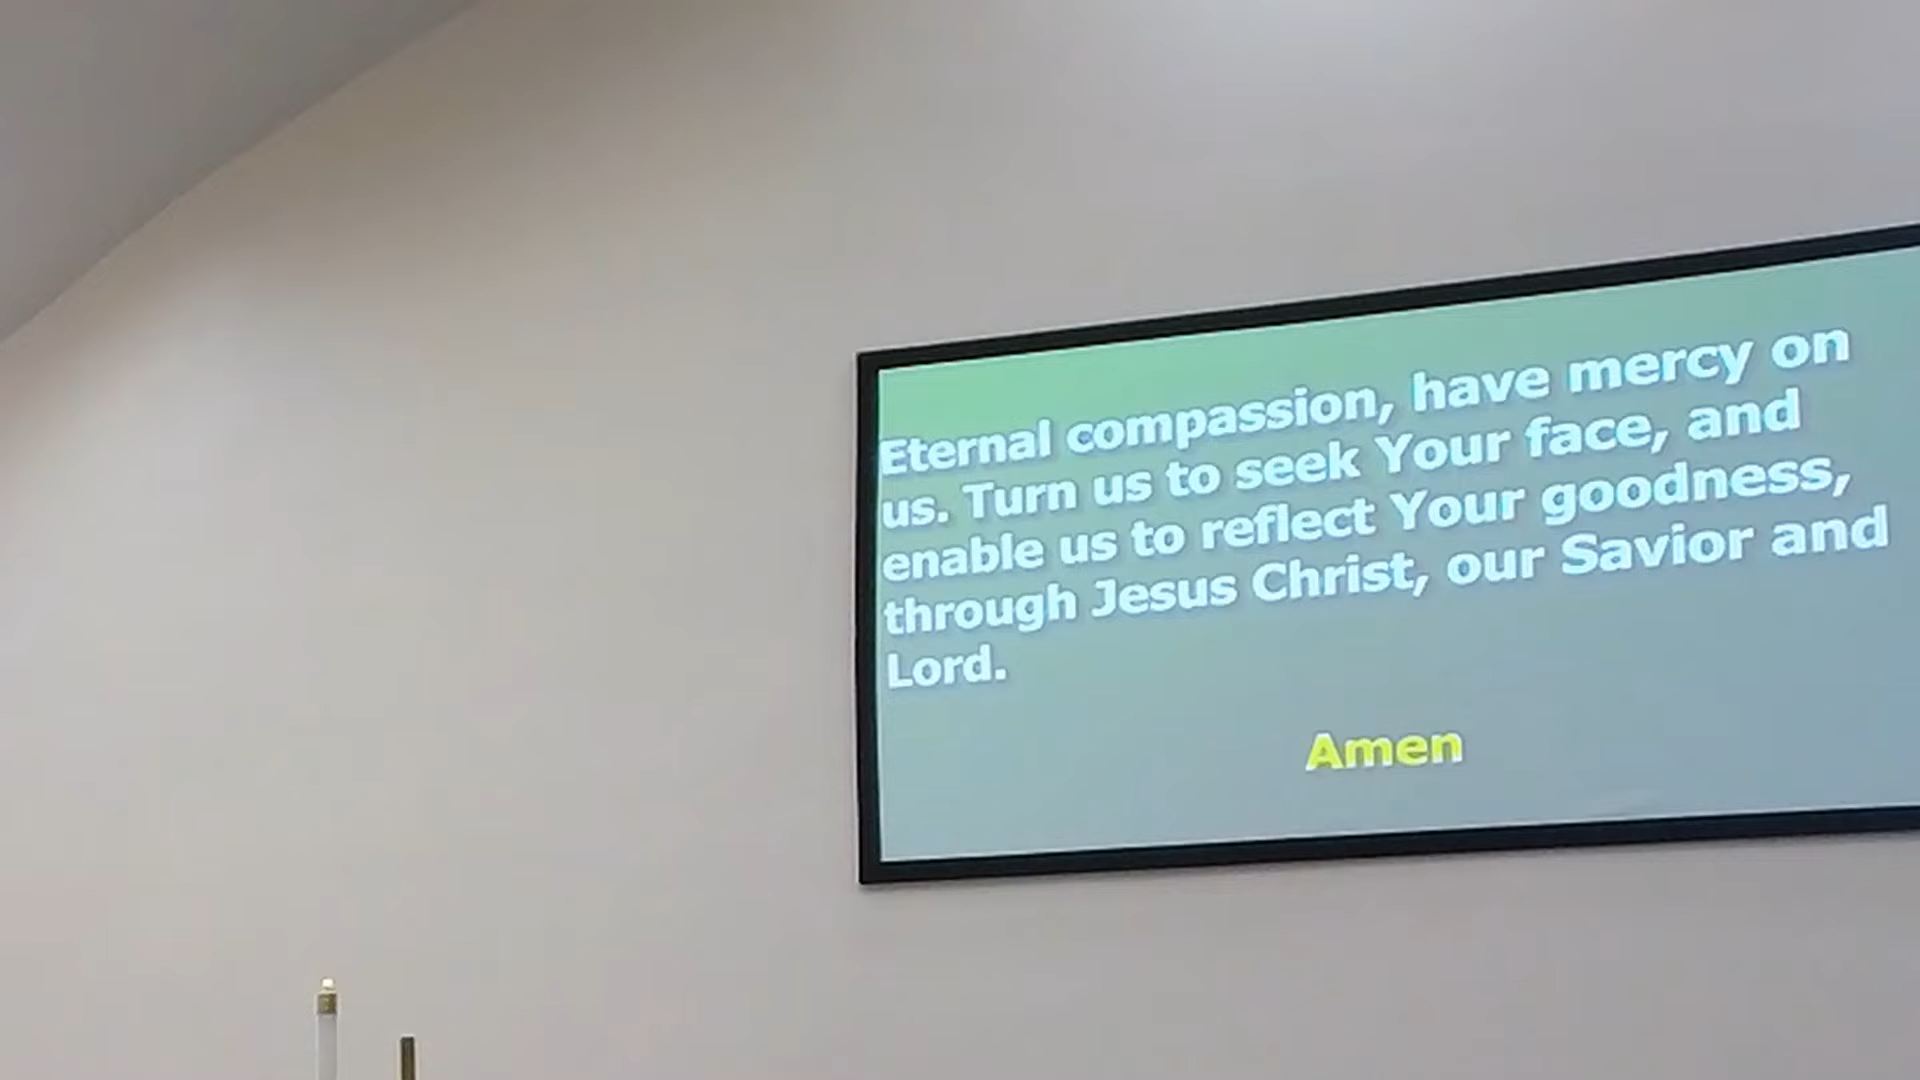 Eternal compassion, have mercy on
us. Turn us to seek Your face, and
enable us to reflect Your goodness,
through Jesus Christ, our Savior and
Lord.
Amen